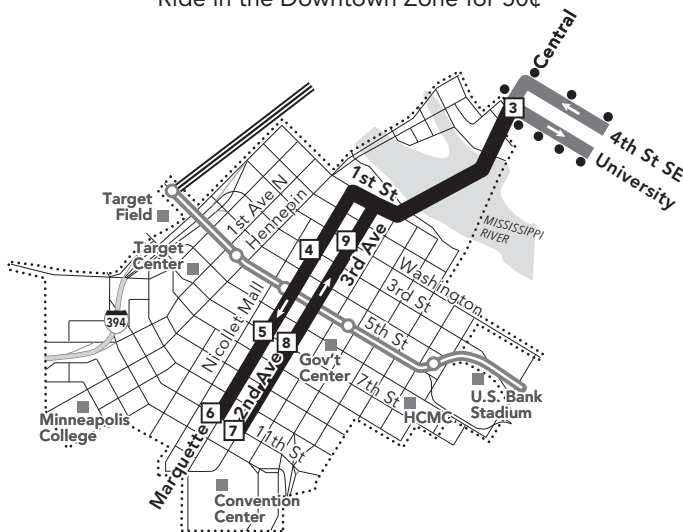 Ride in the Downtown Zone for 50¢
Central
3
4th St SE
University
1st St
Target
Field
1st Ave N
Hennepin
MISSISSIPPI
RIVER
4
9
3rd Ave
Target
Center
Washington
3rd St
394
Nicollet Mall
5
8
5th St
Gov't
Center
7th St
U.S. Bank
Stadium
HCMC
2nd Ave
6
7
Minneapolis
College
11th St
Marquette
Convention
Center